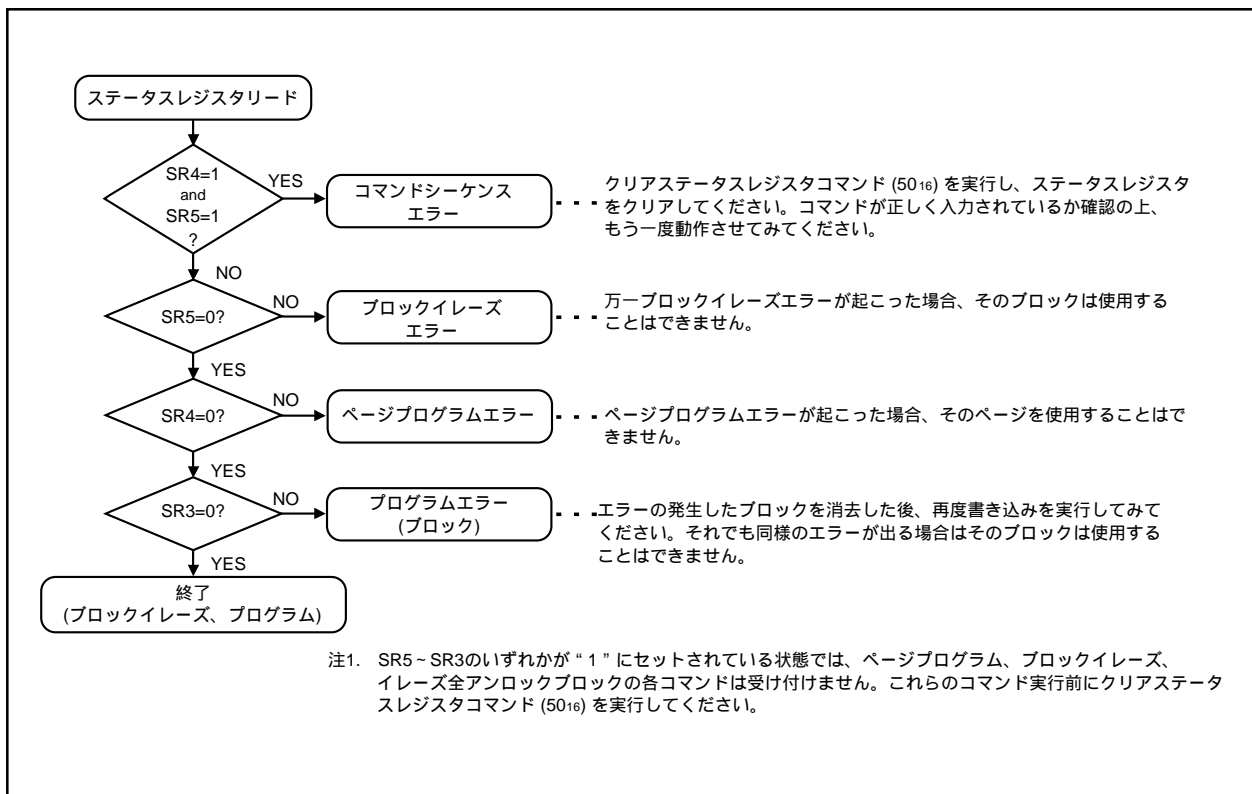 ステータスレジスタリード
SR4=1
and
SR5=1
?
YES
コマンドシーケンス
エラー
クリアステータスレジスタコマンド (5016) を実行し、ステータスレジスタ
をクリアしてください。コマンドが正しく入力されているか確認の上、
もう一度動作させてみてください。
NO
SR5=0?
NO
ブロックイレーズ
エラー
万一ブロックイレーズエラーが起こった場合、そのブロックは使用する
ことはできません。
YES
SR4=0?
NO
ページプログラムエラー
ページプログラムエラーが起こった場合、そのページを使用することはで
きません。
YES
SR3=0?
NO
プログラムエラー
(ブロック)
エラーの発生したブロックを消去した後、再度書き込みを実行してみて
ください。それでも同様のエラーが出る場合はそのブロックは使用する
ことはできません。
YES
終了
(ブロックイレーズ、プログラム)
注1. SR5~SR3のいずれかが“1”にセットされている状態では、ページプログラム、ブロックイレーズ、
イレーズ全アンロックブロックの各コマンドは受け付けません。これらのコマンド実行前にクリアステータ
スレジスタコマンド (5016) を実行してください。